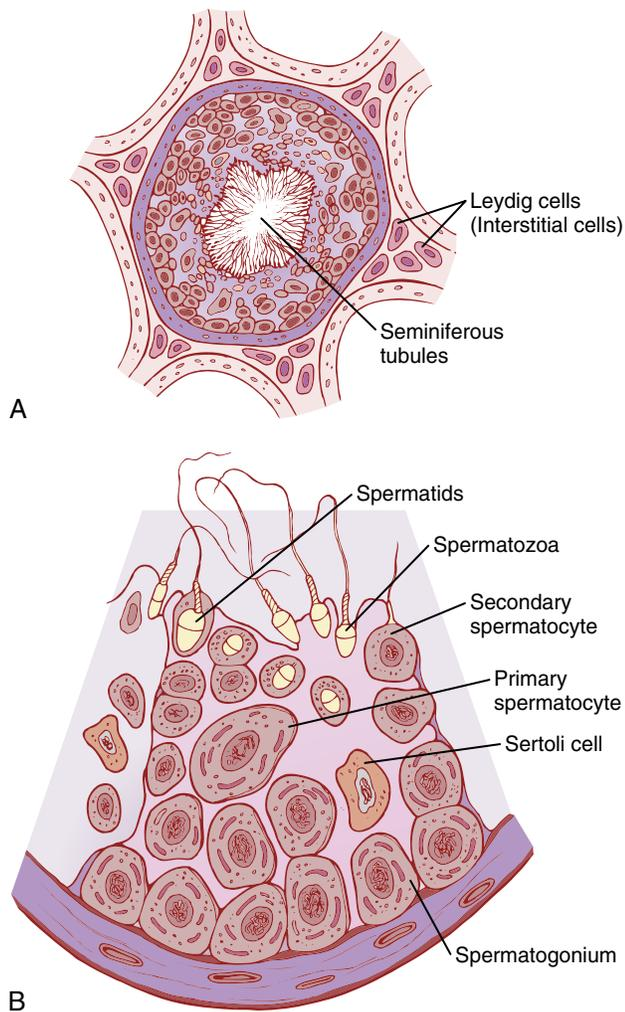 Leydig cells
(Interstitial cells)
Seminiferous
tubules
A
Spermatids
Spermatozoa
Secondary
spermatocyte
Primary
spermatocyte
Sertoli cell
Spermatogonium
B